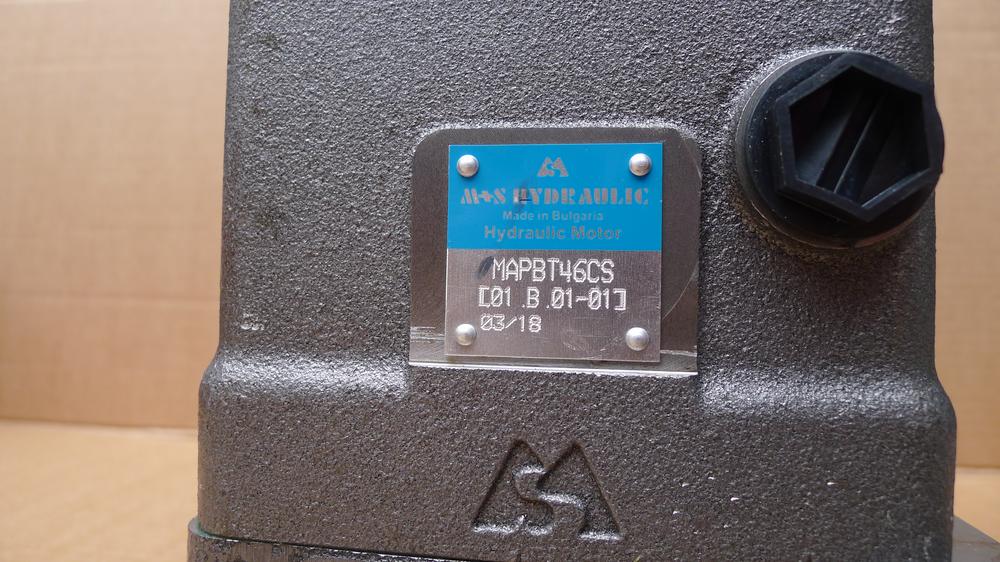 M+S HYDRAULIC
Made in Bulgaria
Hydraulic Motor
MAPBT46CS
[01.B.01-01]
03/18